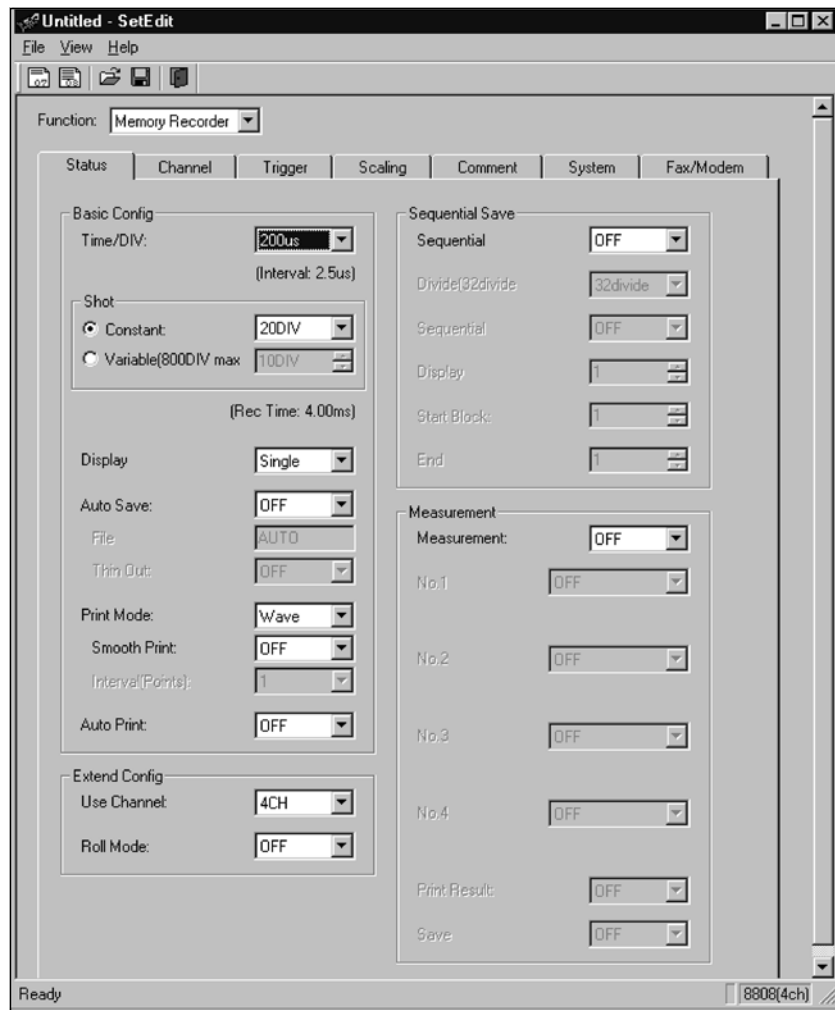 Untitled - SetEdit
File View Help
07 08
Function: Memory Recorder
Status Channel Trigger Scaling Comment System Fax/Modem
Basic Config
Time/DIV: 200us
(Interval: 2.5us)
Shot
Constant: 20DIV
Variable(800DIV max 10DIV
(Rec Time: 4.00ms)
Display Single
Auto Save: OFF
File AUTO
Thin Out: OFF
Print Mode: Wave
Smooth Print: OFF
Interval(Points): 1
Auto Print: OFF
Extend Config
Use Channel: 4CH
Roll Mode: OFF
Sequential Save
Sequential OFF
Divide(32divide 32divide
Sequential OFF
Display 1
Start Block: 1
End 1
Measurement
Measurement: OFF
No.1 OFF
No.2 OFF
No.3 OFF
No.4 OFF
Print Result: OFF
Save OFF
Ready 8808(4ch)